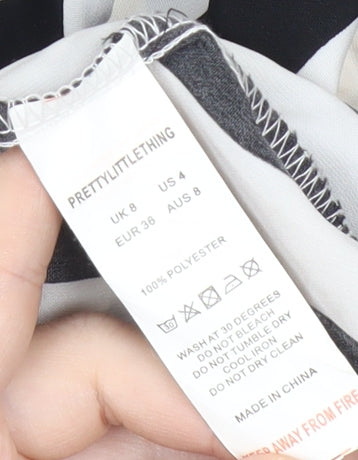 PRETTYLITTLETHING
UK 8 US 4
EUR 36 AUS 8
100% POLYESTER
30
WASH AT 30 DEGREES
DO NOT BLEACH
DO NOT TUMBLE DRY
COOL IRON
DO NOT DRY CLEAN
MADE IN CHINA
AWAY FROM FIRE